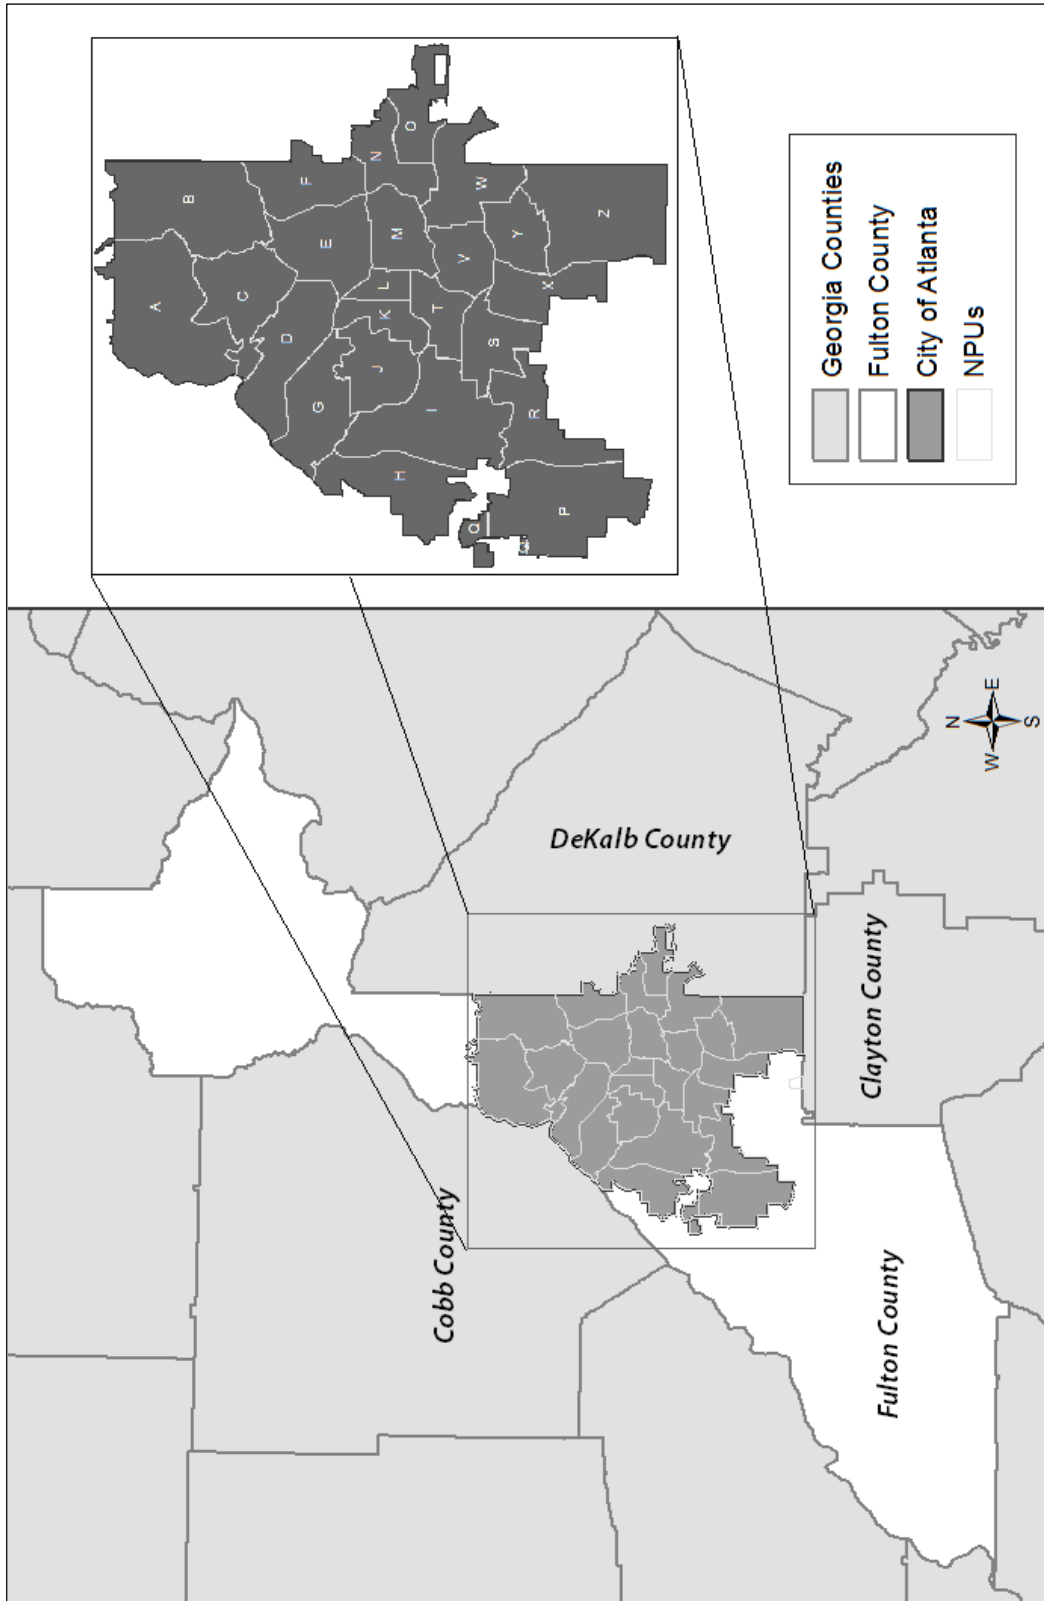 A
B
C
D
E
F
G
H
I
J
K
L
M
N
O
P
Q
Q
R
S
T
V
W
X
Y
Z
Georgia Counties
Fulton County
City of Atlanta
NPUs
N
W
E
S
DeKalb County
Cobb County
Clayton County
Fulton County